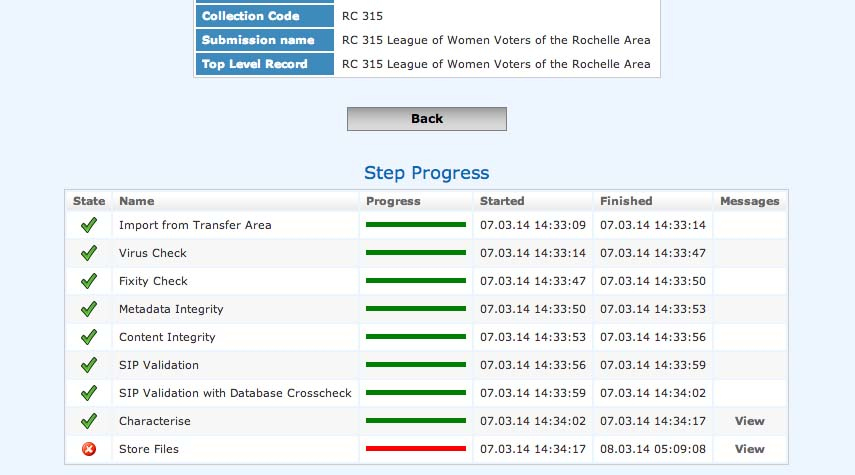 Collection Code RC 315
Submission name RC 315 League of Women Voters of the Rochelle Area
Top Level Record RC 315 League of Women Voters of the Rochelle Area
Back
Step Progress
State Name Progress Started Finished Messages
Import from Transfer Area 07.03.14 14:33:09 07.03.14 14:33:14
Virus Check 07.03.14 14:33:14 07.03.14 14:33:47
Fixity Check 07.03.14 14:33:47 07.03.14 14:33:50
Metadata Integrity 07.03.14 14:33:50 07.03.14 14:33:53
Content Integrity 07.03.14 14:33:53 07.03.14 14:33:56
SIP Validation 07.03.14 14:33:56 07.03.14 14:33:59
SIP Validation with Database Crosscheck 07.03.14 14:33:59 07.03.14 14:34:02
Characterise 07.03.14 14:34:02 07.03.14 14:34:17 View
Store Files 07.03.14 14:34:17 08.03.14 05:09:08 View